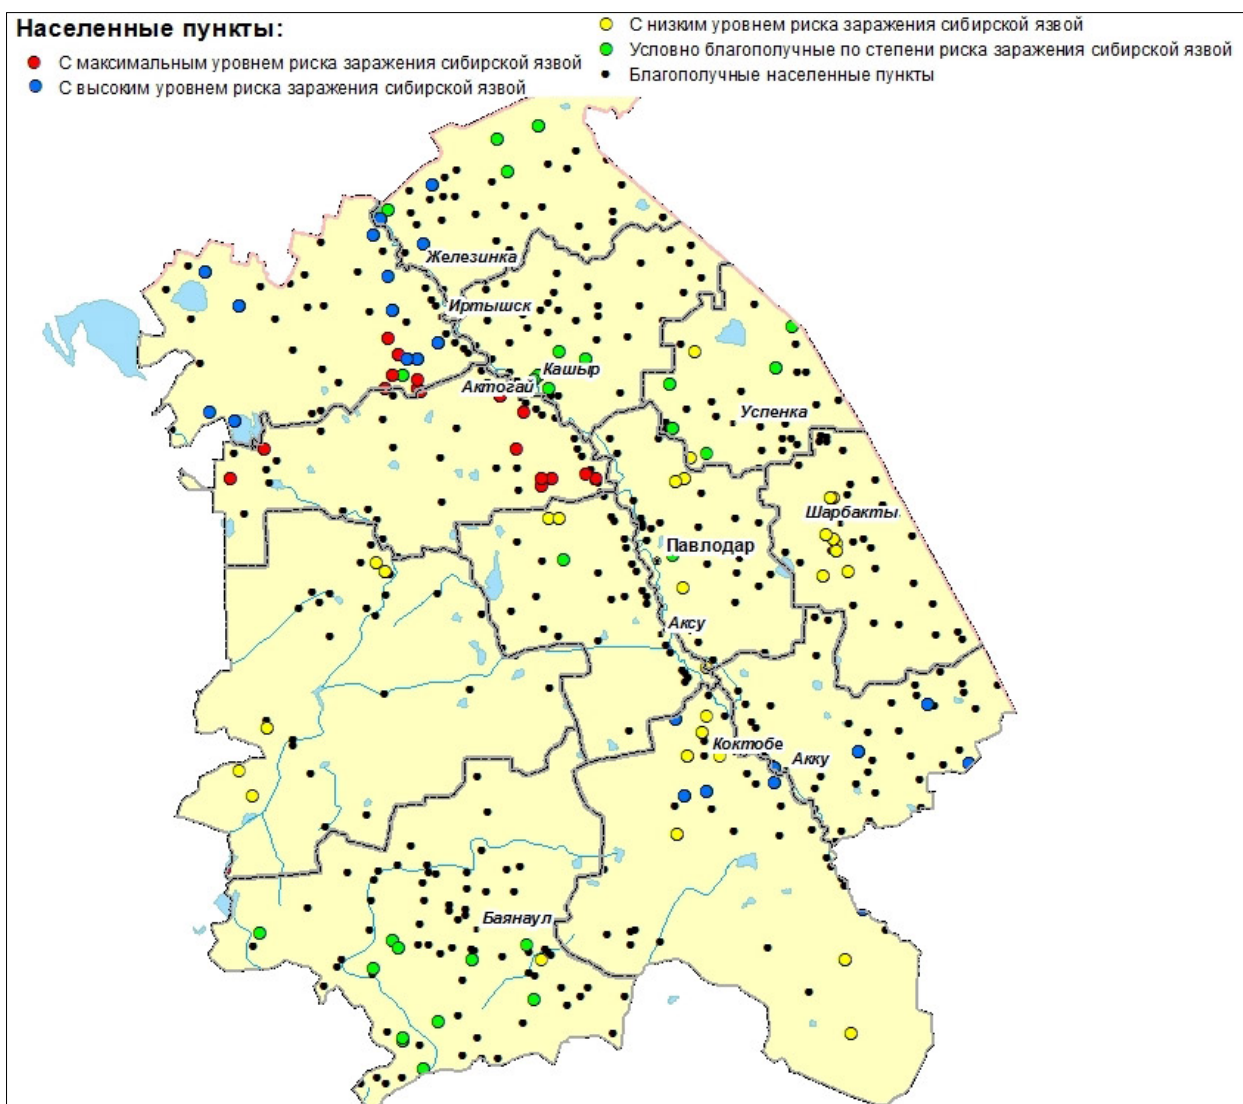 Населенные пункты:
С максимальным уровнем риска заражения сибирской язвой
С высоким уровнем риска заражения сибирской язвой
С низким уровнем риска заражения сибирской язвой
Условно благополучные по степени риска заражения сибирской язвой
Благополучные населенные пункты
Железинка
Иртышск
Кашыр
Актогай
Успенка
Шарбакты
Павлодар
Аксу
Коктобе
Акку
Баянаул